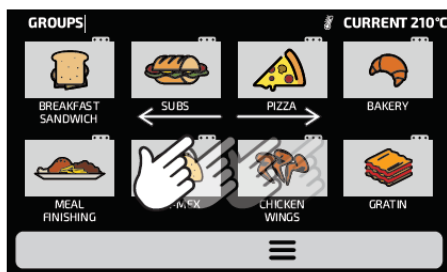 GROUPS
CURRENT 210°C
BREAKFAST
SANDWICH
SUBS
PIZZA
BAKERY
MEAL
FINISHING
-MEX
CHICKEN
WINGS
GRATIN